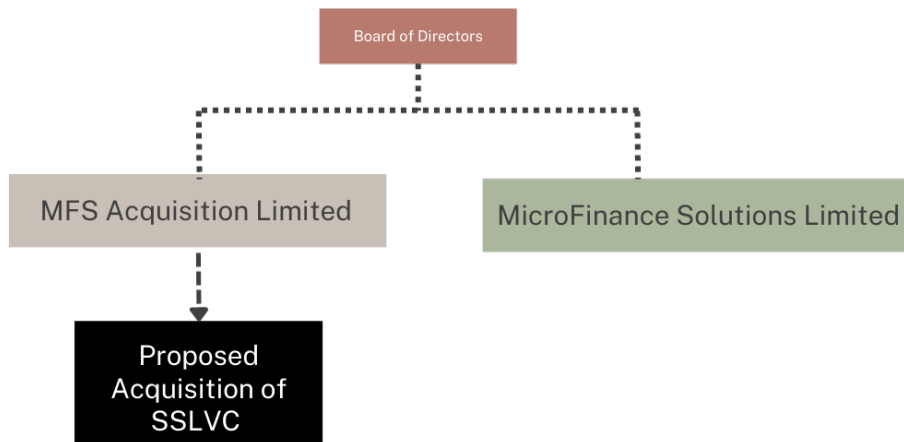 Board of Directors
MFS Acquisition Limited
MicroFinance Solutions Limited
Proposed
Acquisition of
SSLVC